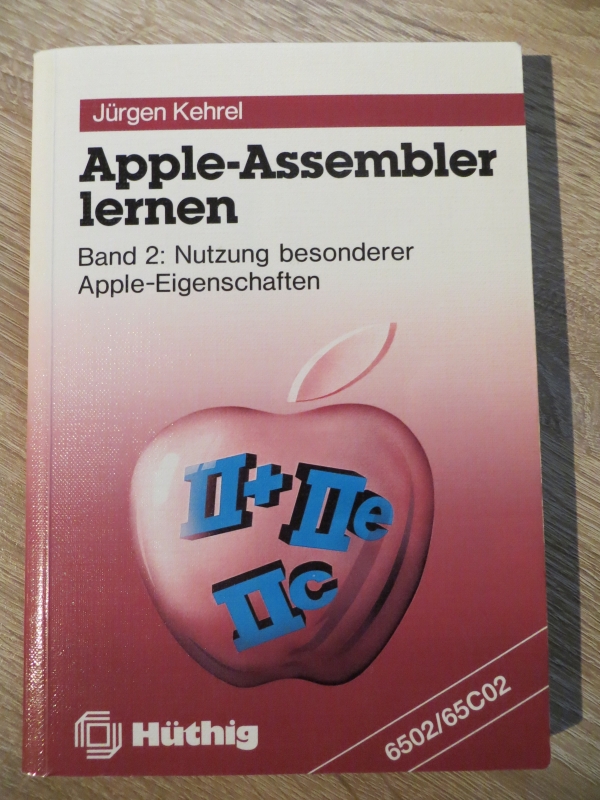 Jürgen Kehrel
Apple-Assembler
lernen
Band 2: Nutzung besonderer
Apple-Eigenschaften
II+ IIe
IIc
Hüthig
6502/65C02